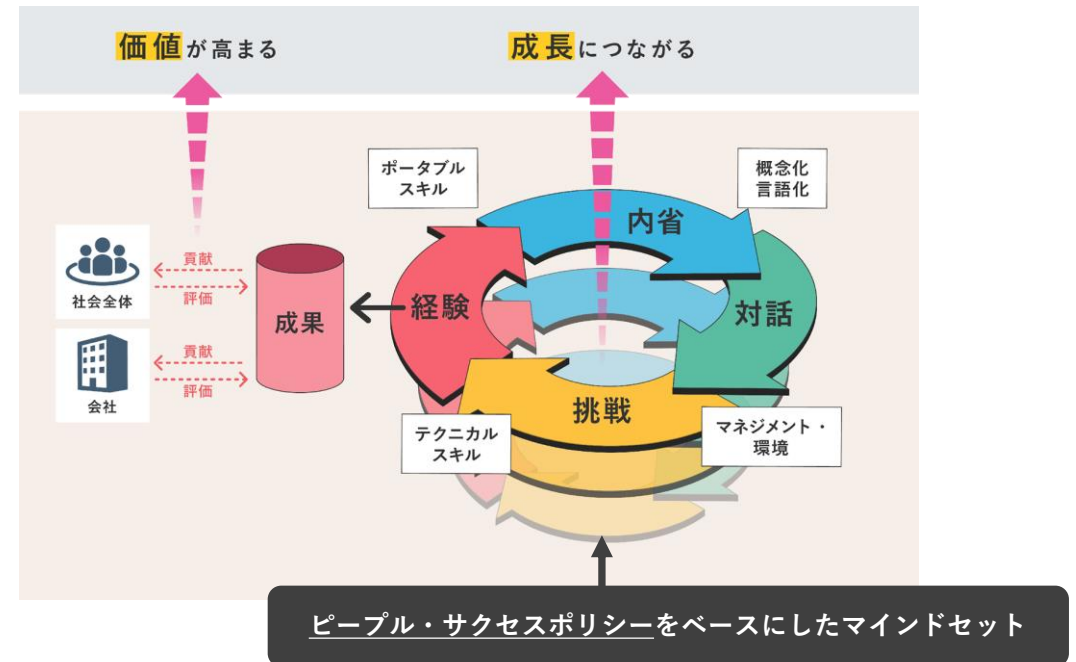 価値が高まる
成長につながる
ポータブル
スキル
概念化
言語化
内省
社会全体
貢献
評価
成果
経験
対話
会社
貢献
評価
挑戦
テクニカル
スキル
マネジメント・
環境
ピープル・サクセスポリシーをベースにしたマインドセット